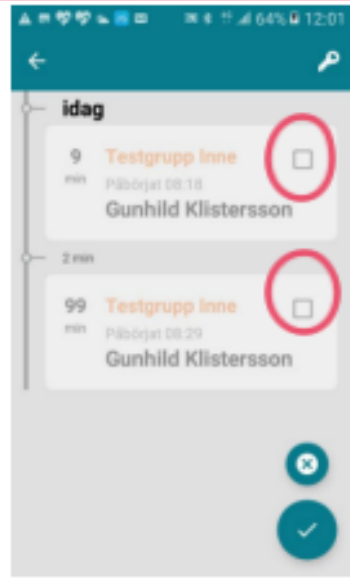 64% 12:01
idag
9 Testgrupp Inne
min Påbörjat 08:18
Gunhild Klistersson
2 min
99 Testgrupp Inne
min Påbörjat 08:29
Gunhild Klistersson